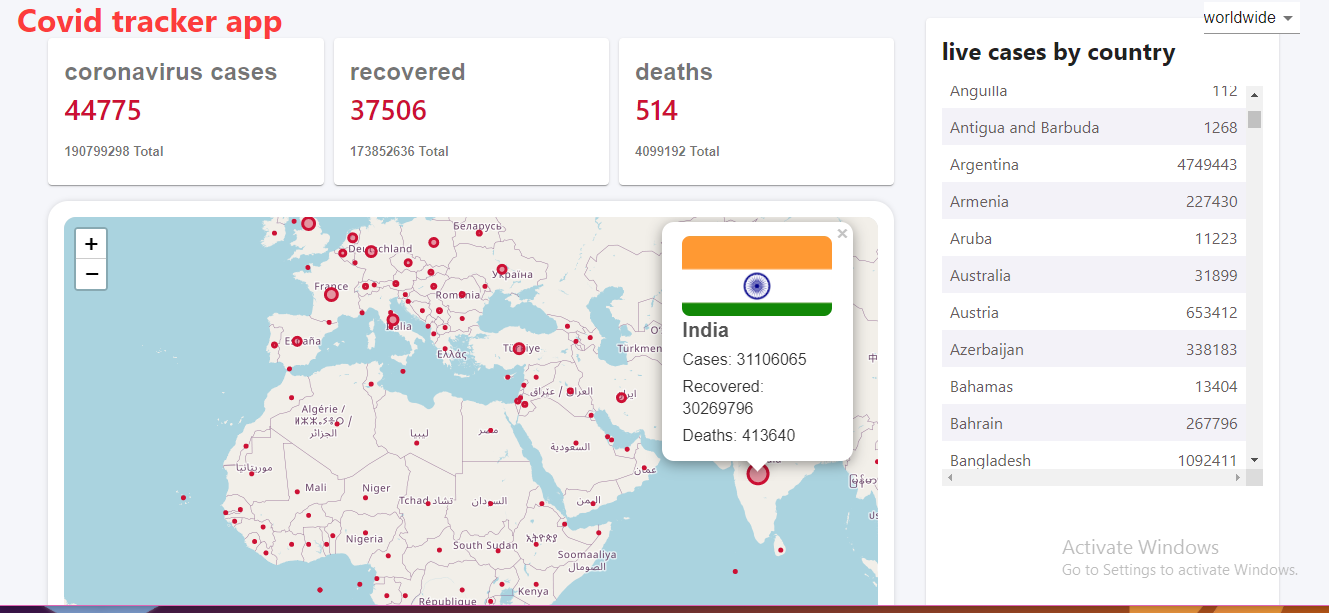 Covid tracker app
worldwide
coronavirus cases
44775
190799298 Total
recovered
37506
173852636 Total
deaths
514
4099192 Total
live cases by country
Anguilla 112
Antigua and Barbuda 1268
Argentina 4749443
Armenia 227430
Aruba 11223
Australia 31899
Austria 653412
Azerbaijan 338183
Bahamas 13404
Bahrain 267796
Bangladesh 1092411
+
−
×
India
Cases: 31106065
Recovered:
30269796
Deaths: 413640
Беларусь
Deutschland
Україна
France
România
Italia
España
Ελλάς
Türkiye
Türkmen
العراق
ایران
Algérie /
الجزائر
ليبيا
مصر
السعودية
عمان
موريتانيا
Mali
Niger
Tchad تشاد
السودان
اليمن
Nigeria
South Sudan
Soomaaliya
الصومال
République
Kenya
Activate Windows
Go to Settings to activate Windows.